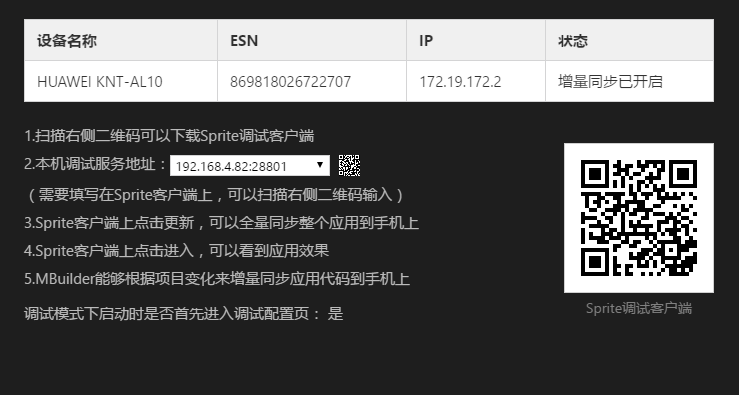 设备名称 ESN IP 状态
HUAWEI KNT-AL10 869818026722707 172.19.172.2 增量同步已开启
1.扫描右侧二维码可以下载Sprite调试客户端
2.本机调试服务地址：192.168.4.82:28801
（需要填写在Sprite客户端上，可以扫描右侧二维码输入）
3.Sprite客户端上点击更新，可以全量同步整个应用到手机上
4.Sprite客户端上点击进入，可以看到应用效果
5.MBuilder能够根据项目变化来增量同步应用代码到手机上
Sprite调试客户端
调试模式下启动时是否首先进入调试配置页： 是